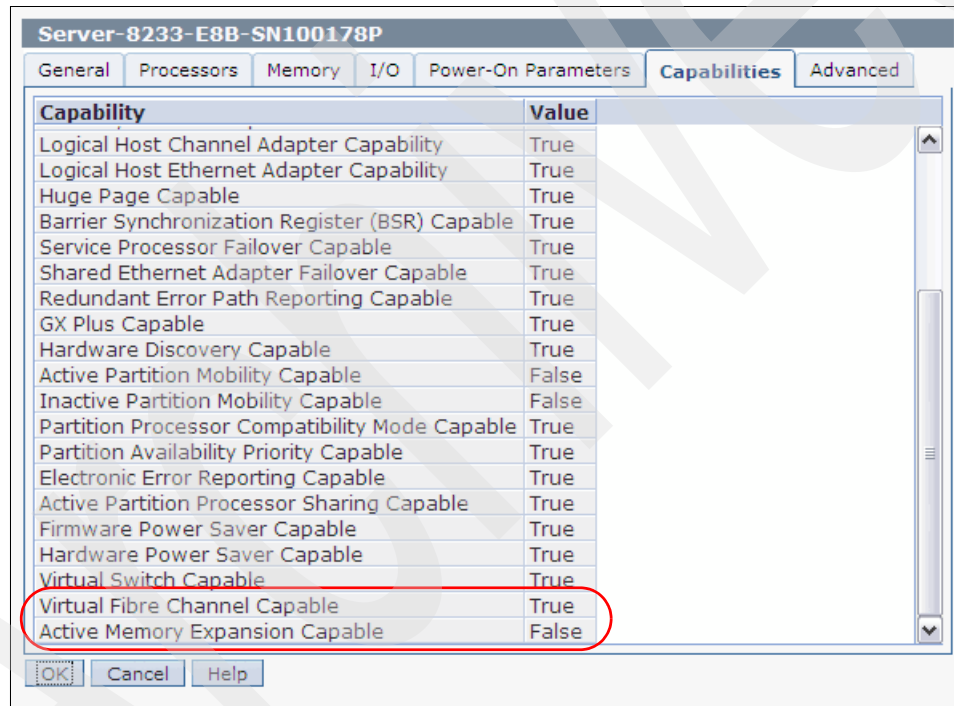 Server-8233-E8B-SN100178P
General Processors Memory I/O Power-On Parameters Capabilities Advanced
Capability Value
Logical Host Channel Adapter Capability True
Logical Host Ethernet Adapter Capability True
Huge Page Capable True
Barrier Synchronization Register (BSR) Capable True
Service Processor Failover Capable True
Shared Ethernet Adapter Failover Capable True
Redundant Error Path Reporting Capable True
GX Plus Capable True
Hardware Discovery Capable True
Active Partition Mobility Capable False
Inactive Partition Mobility Capable False
Partition Processor Compatibility Mode Capable True
Partition Availability Priority Capable True
Electronic Error Reporting Capable True
Active Partition Processor Sharing Capable True
Firmware Power Saver Capable True
Hardware Power Saver Capable True
Virtual Switch Capable True
Virtual Fibre Channel Capable True
Active Memory Expansion Capable False
OK Cancel Help